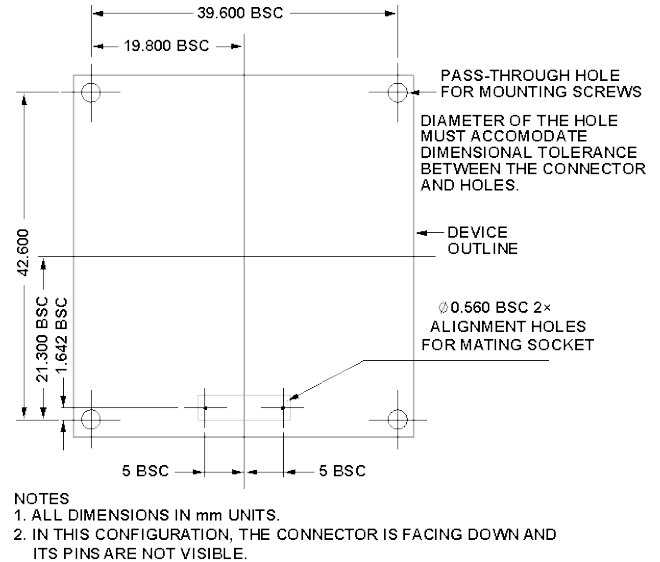 39.600 BSC
19.800 BSC
PASS-THROUGH HOLE
FOR MOUNTING SCREWS
DIAMETER OF THE HOLE
MUST ACCOMODATE
DIMENSIONAL TOLERANCE
BETWEEN THE CONNECTOR
AND HOLES.
DEVICE
OUTLINE
42.600
21.300 BSC
1.642 BSC
Ø0.560 BSC 2×
ALIGNMENT HOLES
FOR MATING SOCKET
5 BSC
5 BSC
NOTES
1. ALL DIMENSIONS IN mm UNITS.
2. IN THIS CONFIGURATION, THE CONNECTOR IS FACING DOWN AND
ITS PINS ARE NOT VISIBLE.